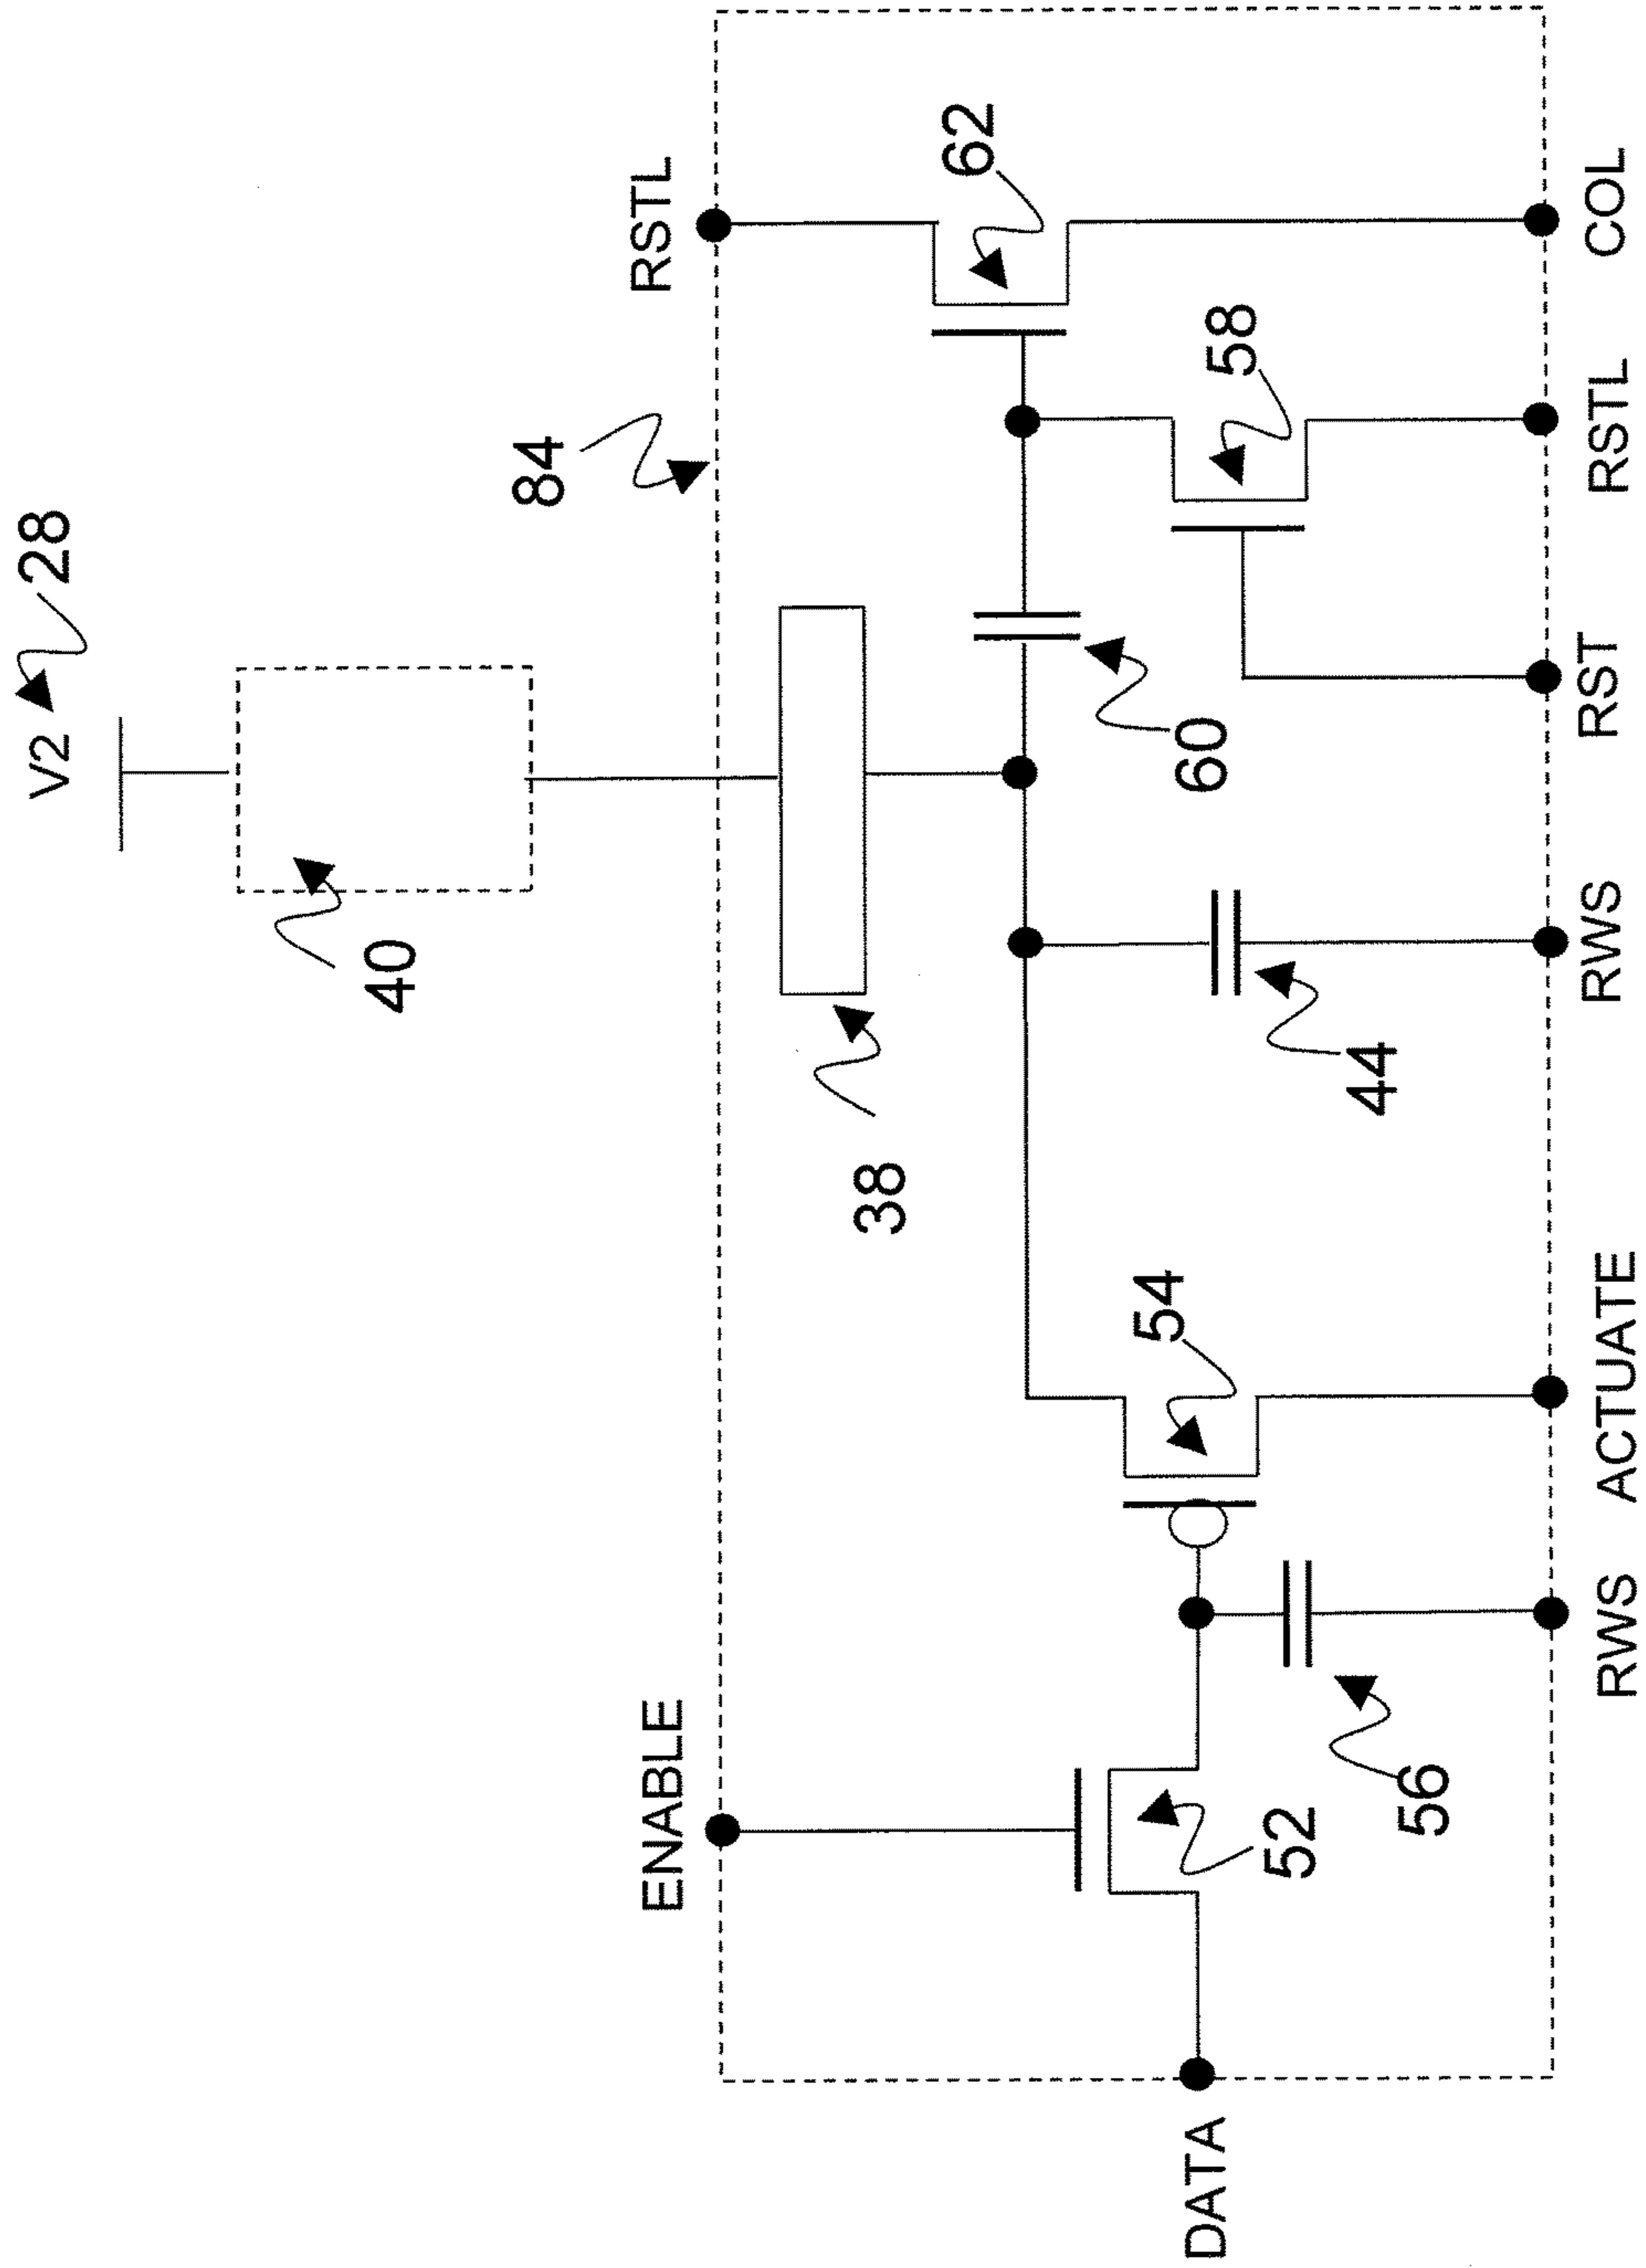 V2
28
40
84
RSTL
ENABLE
38
62
60
58
54
44
52
56
DATA
RWS
ACTUATE
RWS
RST
RSTL
COL